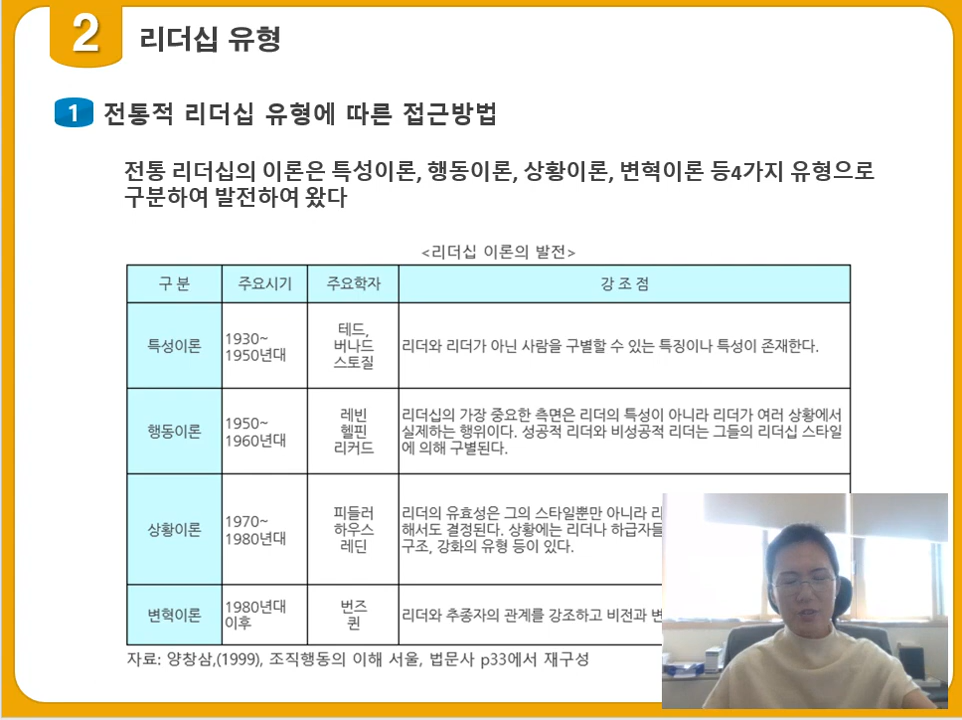 2
리더십 유형
1 전통적 리더십 유형에 따른 접근방법
전통 리더십의 이론은 특성이론, 행동이론, 상황이론, 변혁이론 등4가지 유형으로
구분하여 발전하여 왔다
<리더십 이론의 발전>
구 분 주요시기 주요학자 강 조 점
특성이론
1930~
1950년대
테드,
버나드
스토질
리더와 리더가 아닌 사람을 구별할 수 있는 특징이나 특성이 존재한다.
행동이론
1950~
1960년대
레빈
헬핀
리커드
리더십의 가장 중요한 측면은 리더의 특성이 아니라 리더가 여러 상황에서
실제하는 행위이다. 성공적 리더와 비성공적 리더는 그들의 리더십 스타일
에 의해 구별된다.
상황이론
1970~
1980년대
피들러
하우스
레딘
리더의 유효성은 그의 스타일뿐만 아니라
해서도 결정된다. 상황에는 리더나 하급자들
구조, 강화의 유형 등이 있다.
변혁이론
1980년대
이후
번즈
퀸
리더와 추종자의 관계를 강조하고 비전과
자료: 양창삼,(1999), 조직행동의 이해 서울, 법문사 p33에서 재구성